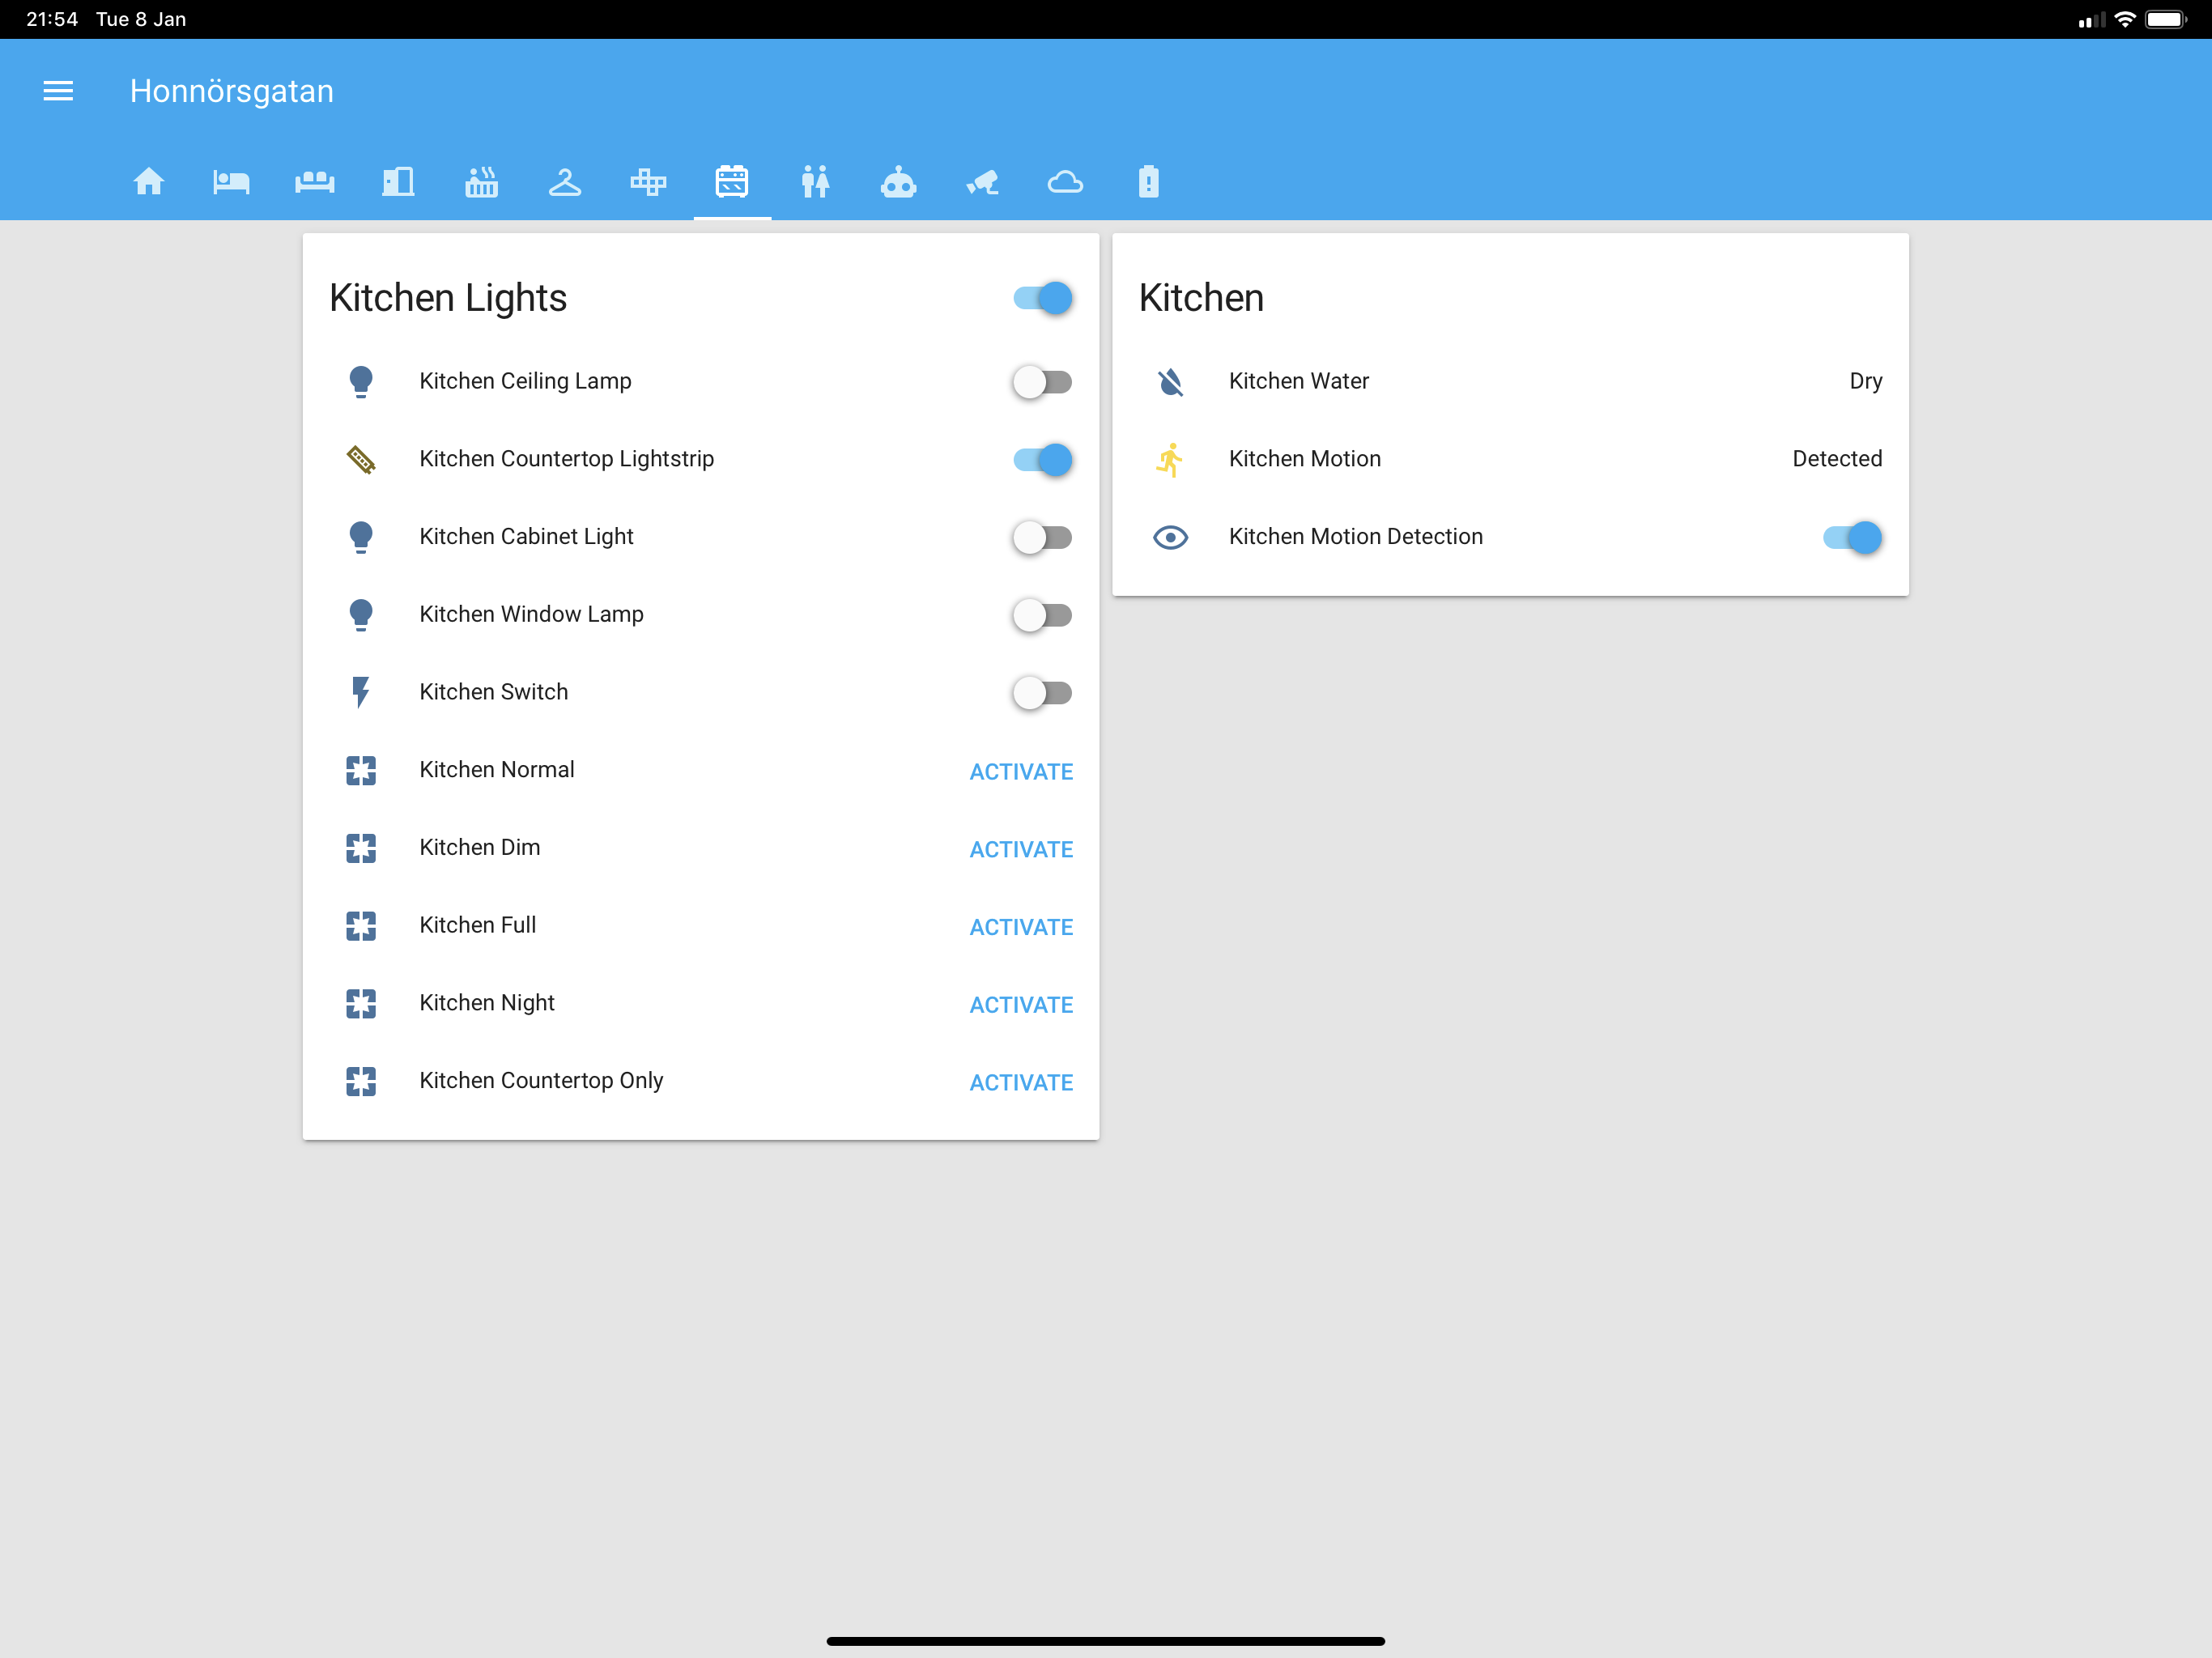 21:54 Tue 8 Jan
Honnörsgatan
Kitchen Lights
Kitchen Ceiling Lamp
Kitchen Countertop Lightstrip
Kitchen Cabinet Light
Kitchen Window Lamp
Kitchen Switch
Kitchen Normal ACTIVATE
Kitchen Dim ACTIVATE
Kitchen Full ACTIVATE
Kitchen Night ACTIVATE
Kitchen Countertop Only ACTIVATE
Kitchen
Kitchen Water Dry
Kitchen Motion Detected
Kitchen Motion Detection